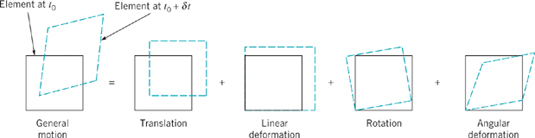 Element at t₀
Element at t₀ + δt
= + + +
General
motion
Translation
Linear
deformation
Rotation
Angular
deformation